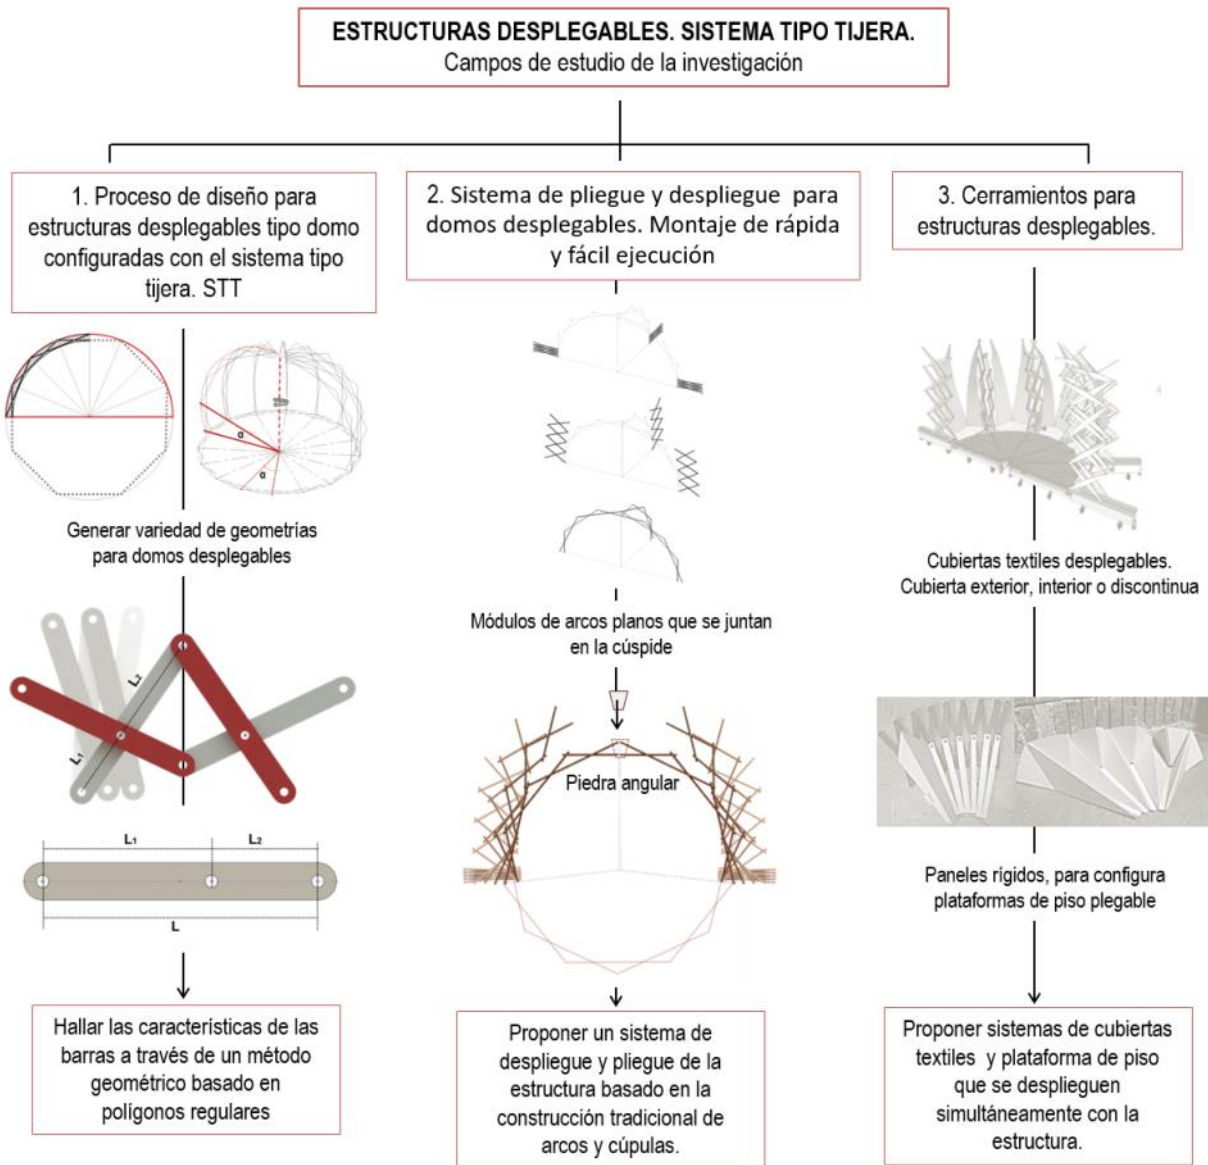 ESTRUCTURAS DESPLEGABLES. SISTEMA TIPO TIJERA.
Campos de estudio de la investigación
1. Proceso de diseño para
estructuras desplegables tipo domo
configuradas con el sistema tipo
tijera. STT
α
α
Generar variedad de geometrías
para domos desplegables
L₂
L₁
L₁
L₂
L
Hallar las características de las
barras a través de un método
geométrico basado en
polígonos regulares
2. Sistema de pliegue y despliegue para
domos desplegables. Montaje de rápida
y fácil ejecución
Módulos de arcos planos que se juntan
en la cúspide
Piedra angular
Proponer un sistema de
despliegue y pliegue de la
estructura basado en la
construcción tradicional de
arcos y cúpulas.
3. Cerramientos para
estructuras desplegables.
Cubiertas textiles desplegables.
Cubierta exterior, interior o discontinua
Paneles rígidos, para configura
plataformas de piso plegable
Proponer sistemas de cubiertas
textiles y plataforma de piso
que se desplieguen
simultáneamente con la
estructura.